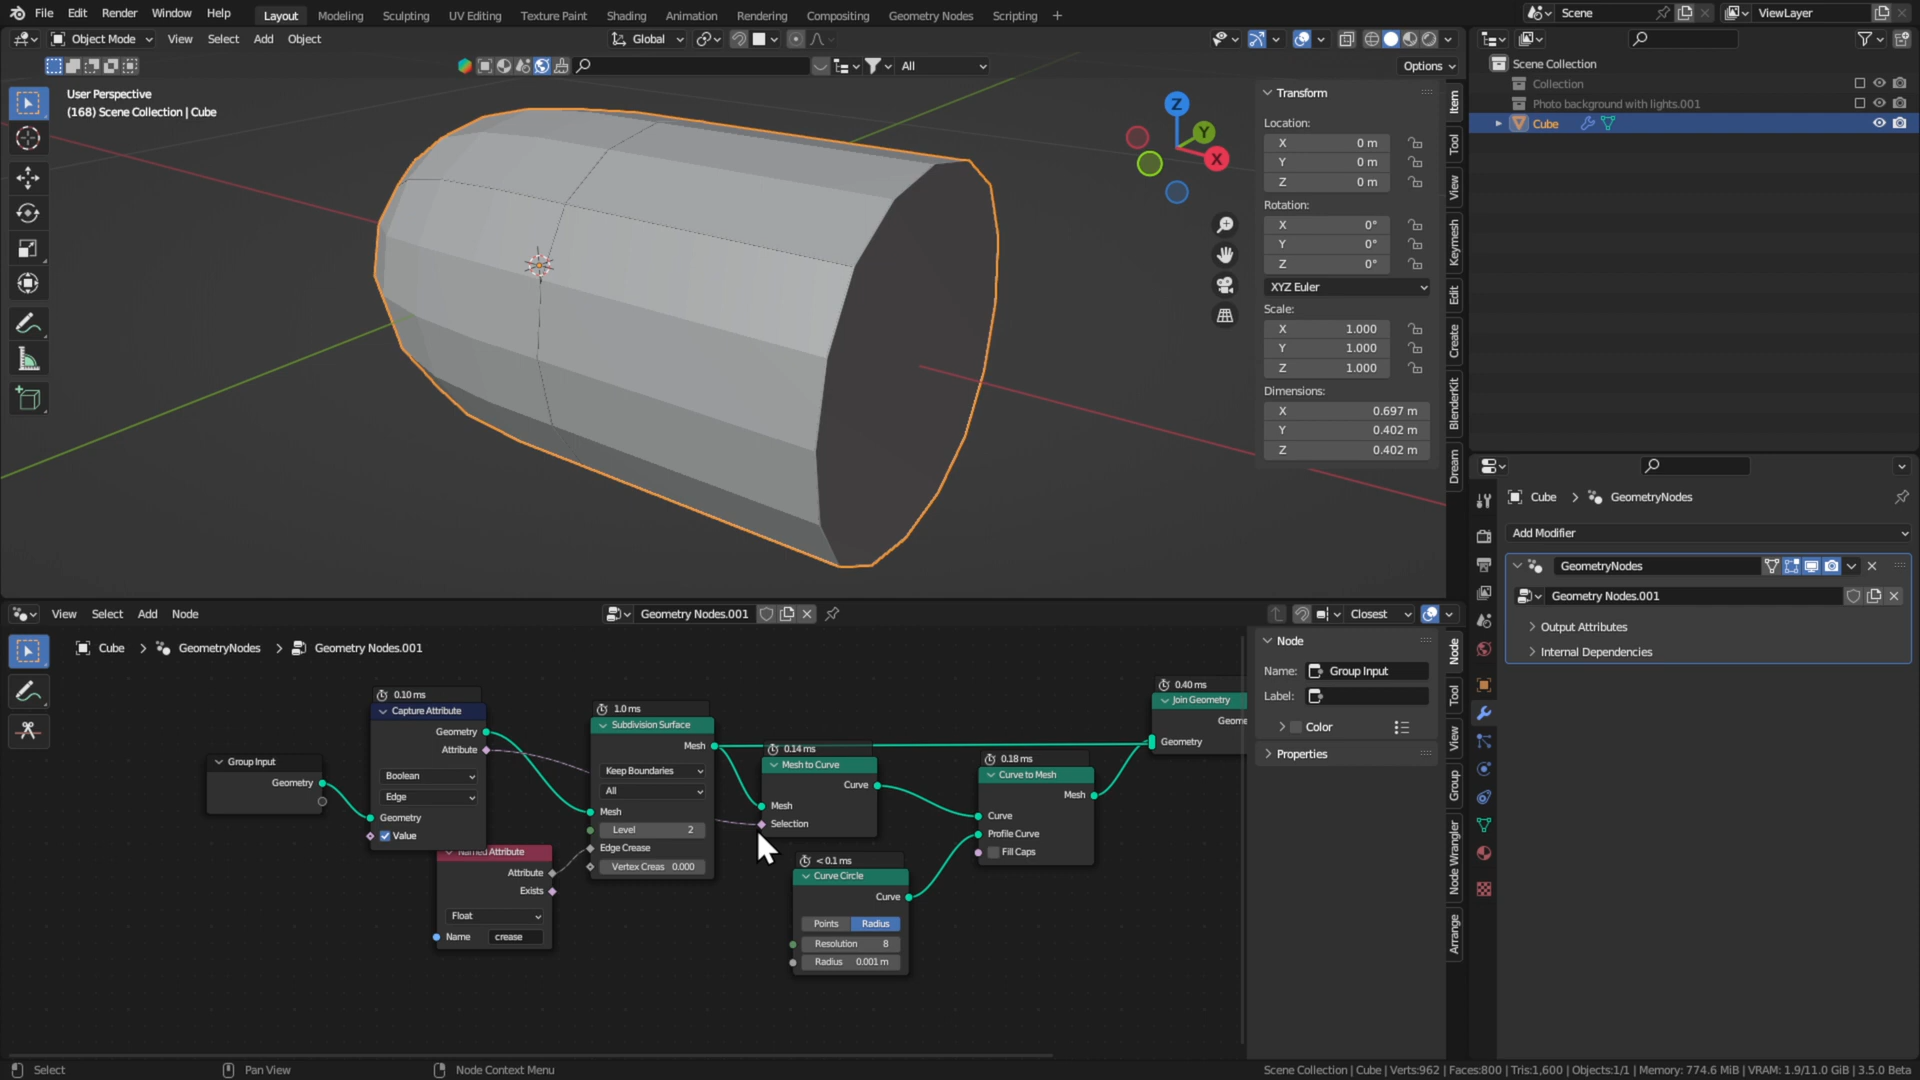 File Edit Render Window Help Layout Modeling Sculpting UV Editing Texture Paint Shading Animation Rendering Compositing Geometry Nodes Scripting + Scene ViewLayer
Object Mode View Select Add Object Global
All Options
User Perspective
(168) Scene Collection | Cube
Z
Y
X
Transform
Location:
X 0 m
Y 0 m
Z 0 m
Rotation:
X 0°
Y 0°
Z 0°
XYZ Euler
Scale:
X 1.000
Y 1.000
Z 1.000
Dimensions:
X 0.697 m
Y 0.402 m
Z 0.402 m
Item
Tool
View
Keymesh
Edit
Create
BlenderKit
Dream
Scene Collection
Collection
Photo background with lights.001
Cube
Cube GeometryNodes
Add Modifier
GeometryNodes
Geometry Nodes.001
Output Attributes
Internal Dependencies
View Select Add Node Geometry Nodes.001 Closest
Cube GeometryNodes Geometry Nodes.001
Group Input
Geometry
0.10 ms
Capture Attribute
Geometry
Attribute
Boolean
Edge
Geometry
Value
Named Attribute
Attribute
Exists
Float
Name crease
1.0 ms
Subdivision Surface
Mesh
Keep Boundaries
All
Mesh
Level 2
Edge Crease
Vertex Creas 0.000
0.14 ms
Mesh to Curve
Curve
Mesh
Selection
< 0.1 ms
Curve Circle
Curve
Points Radius
Resolution 8
Radius 0.001 m
0.18 ms
Curve to Mesh
Mesh
Curve
Profile Curve
Fill Caps
0.40 ms
Join Geometry
Geome
Geometry
Node
Name: Group Input
Label:
Color
Properties
Node
Tool
View
Group
Node Wrangler
Arrange
Select Pan View Node Context Menu Scene Collection | Cube | Verts:962 | Faces:800 | Tris:1,600 | Objects:1/1 | Memory: 774.6 MiB | VRAM: 1.9/11.0 GiB | 3.5.0 Beta